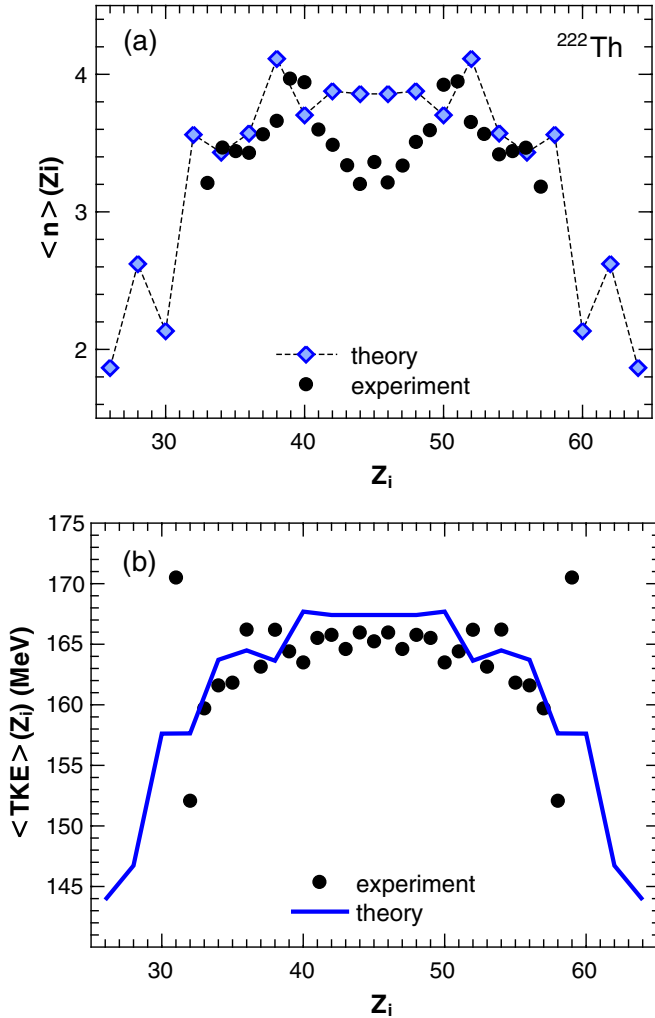 (a)
²²²Th
4
3
2
<n>(Zi)
theory
experiment
30 40 50 60
Zᵢ
(b)
175
170
165
160
155
150
145
<TKE>(Zᵢ) (MeV)
experiment
theory
30 40 50 60
Zᵢ